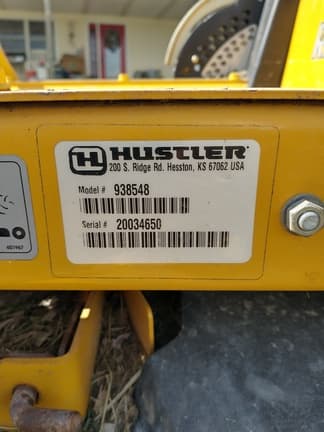 HUSTLER
200 S. Ridge Rd. Hesston, KS 67062 USA
Model # 938548
Serial # 20034650